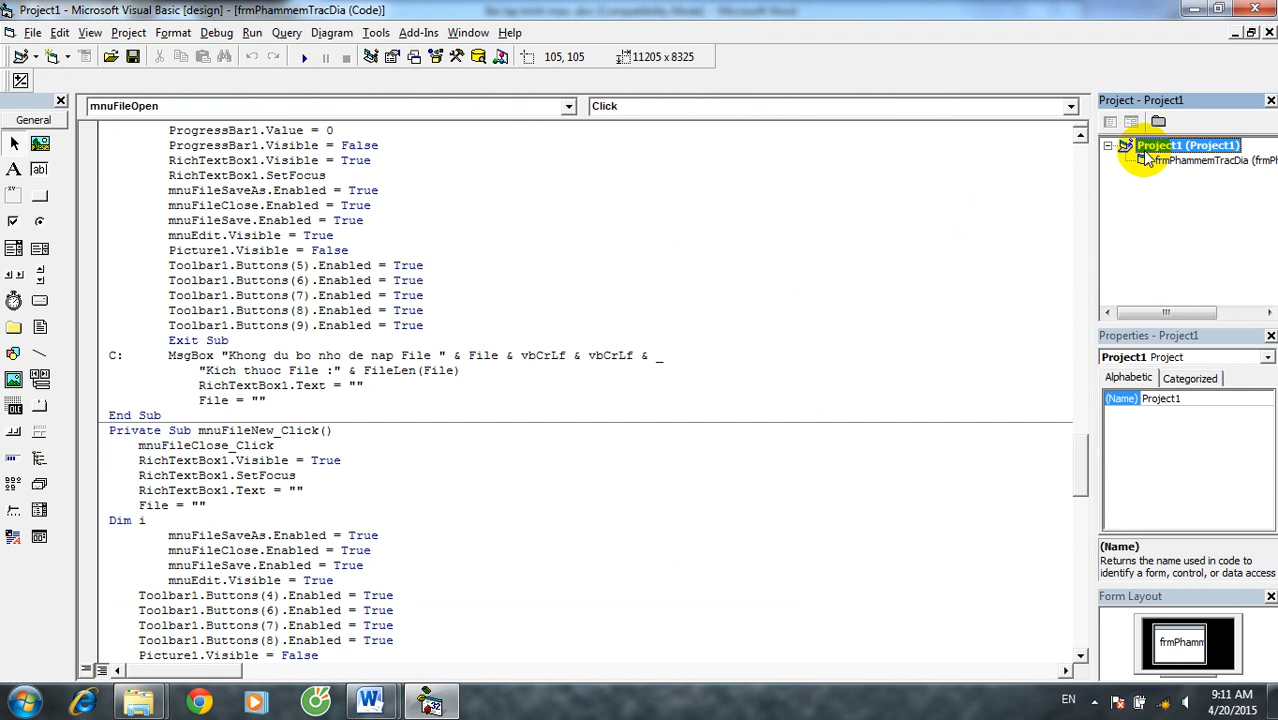 Project1 - Microsoft Visual Basic [design] - [frmPhammemTracDia (Code)]
File Edit View Project Format Debug Run Query Diagram Tools Add-Ins Window Help
105, 105
11205 x 8325
General
mnuFileOpen
Click
ProgressBar1.Value = 0
ProgressBar1.Visible = False
RichTextBox1.Visible = True
RichTextBox1.SetFocus
mnuFileSaveAs.Enabled = True
mnuFileClose.Enabled = True
mnuFileSave.Enabled = True
mnuEdit.Visible = True
Picture1.Visible = False
Toolbar1.Buttons(5).Enabled = True
Toolbar1.Buttons(6).Enabled = True
Toolbar1.Buttons(7).Enabled = True
Toolbar1.Buttons(8).Enabled = True
Toolbar1.Buttons(9).Enabled = True
Exit Sub
C: MsgBox "Khong du bo nho de nap File " & File & vbCrLf & vbCrLf & _
"Kich thuoc File :" & FileLen(File)
RichTextBox1.Text = ""
File = ""
End Sub
Private Sub mnuFileNew_Click()
mnuFileClose_Click
RichTextBox1.Visible = True
RichTextBox1.SetFocus
RichTextBox1.Text = ""
File = ""
Dim i
mnuFileSaveAs.Enabled = True
mnuFileClose.Enabled = True
mnuFileSave.Enabled = True
mnuEdit.Visible = True
Toolbar1.Buttons(4).Enabled = True
Toolbar1.Buttons(6).Enabled = True
Toolbar1.Buttons(7).Enabled = True
Toolbar1.Buttons(8).Enabled = True
Picture1.Visible = False
Project - Project1
Project1 (Project1)
frmPhammemTracDia (frmP
Properties - Project1
Project1 Project
Alphabetic Categorized
(Name) Project1
(Name)
Returns the name used in code to
identify a form, control, or data access
Form Layout
frmPhamm
EN
9:11 AM
4/20/2015